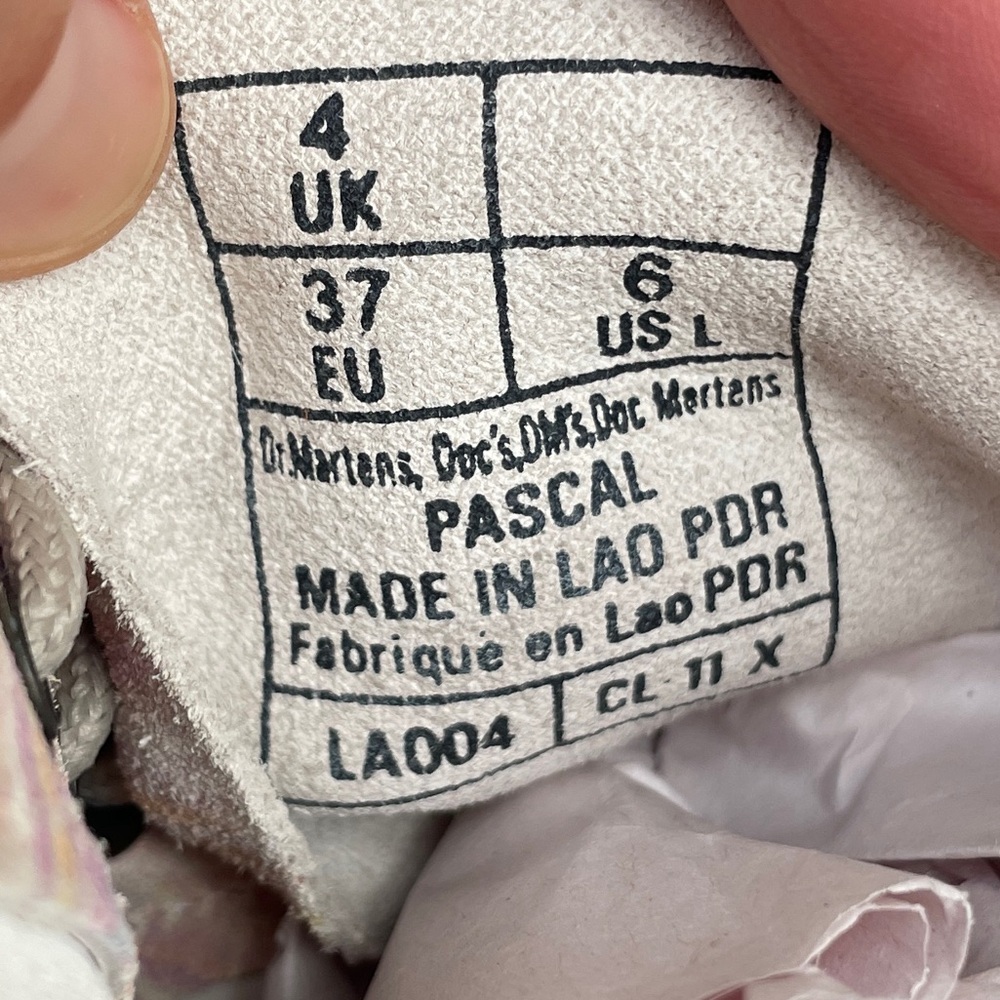 4
UK
37
EU
6
US L
Dr.Martens, Doc's,DM's,Doc Martens
PASCAL
MADE IN LAO PDR
Fabriqué en Lao PDR
LA004
CL 11 X